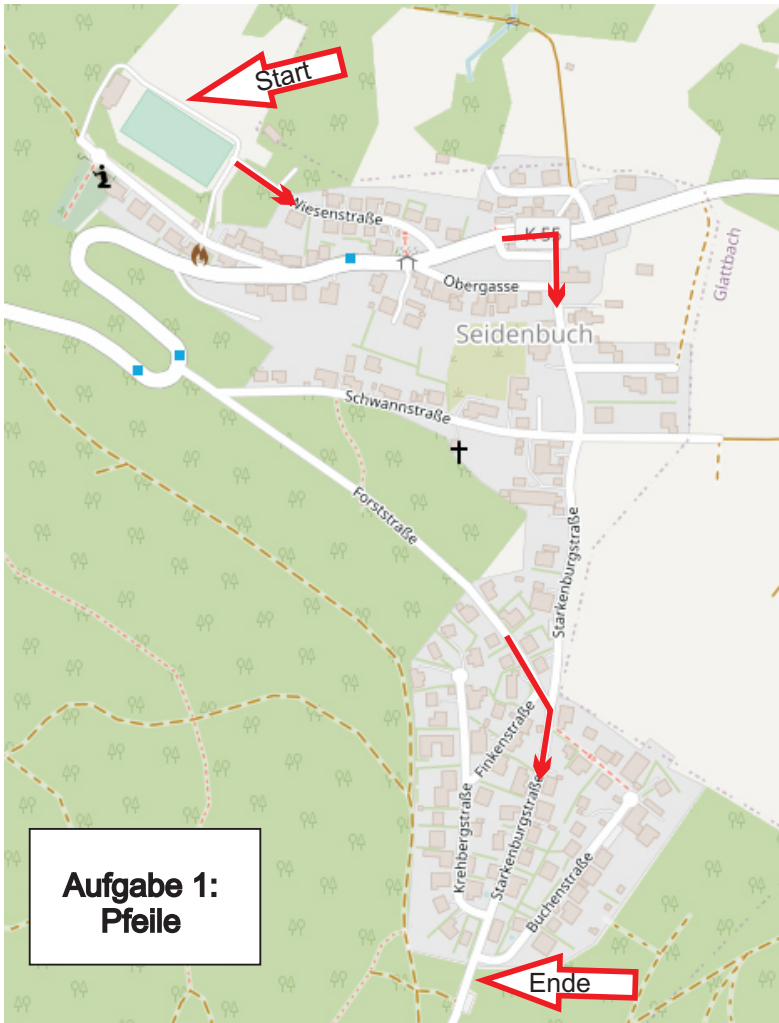 Start
Wiesenstraße
K 55
Obergasse
Glattbach
Seidenbuch
Schwannstraße
Forststraße
Starkenburgstraße
Finkenstraße
Krehbergstraße
Starkenburgstraße
Buchenstraße
Aufgabe 1:
Pfeile
Ende